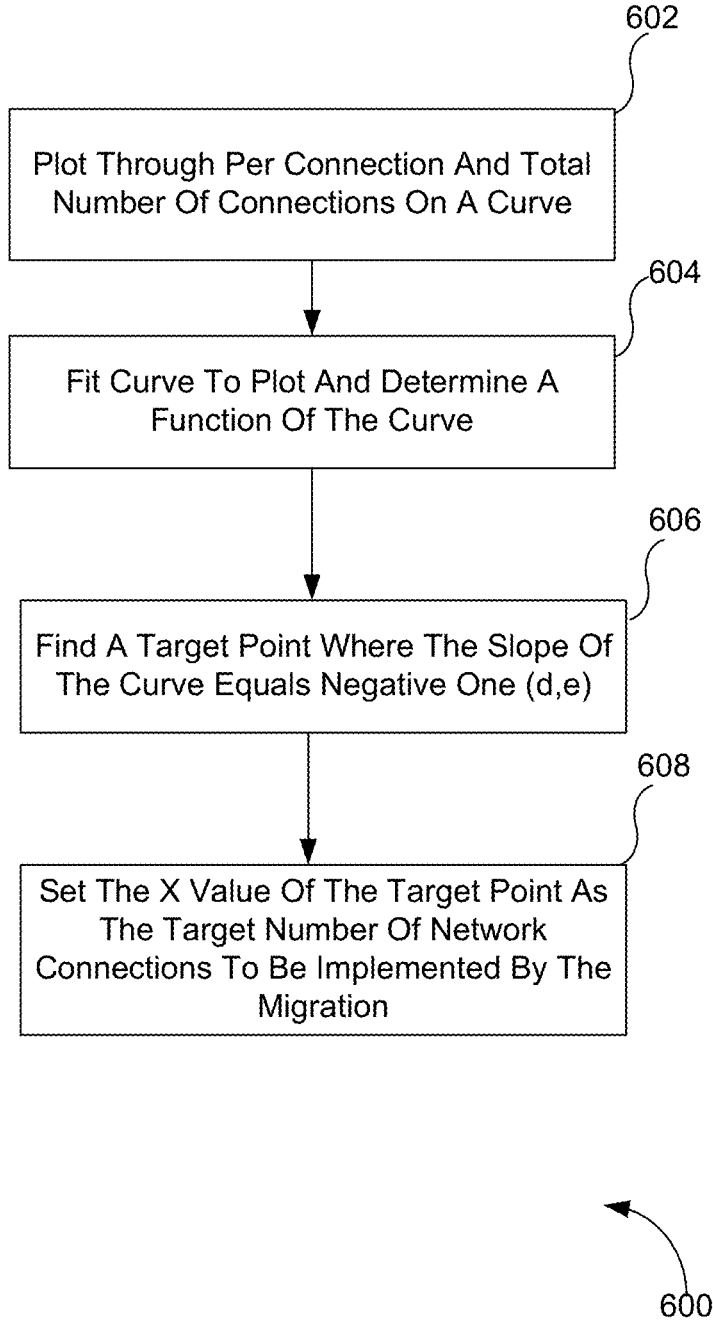 602
Plot Through Per Connection And Total
Number Of Connections On A Curve
604
Fit Curve To Plot And Determine A
Function Of The Curve
606
Find A Target Point Where The Slope Of
The Curve Equals Negative One (d,e)
608
Set The X Value Of The Target Point As
The Target Number Of Network
Connections To Be Implemented By The
Migration
600